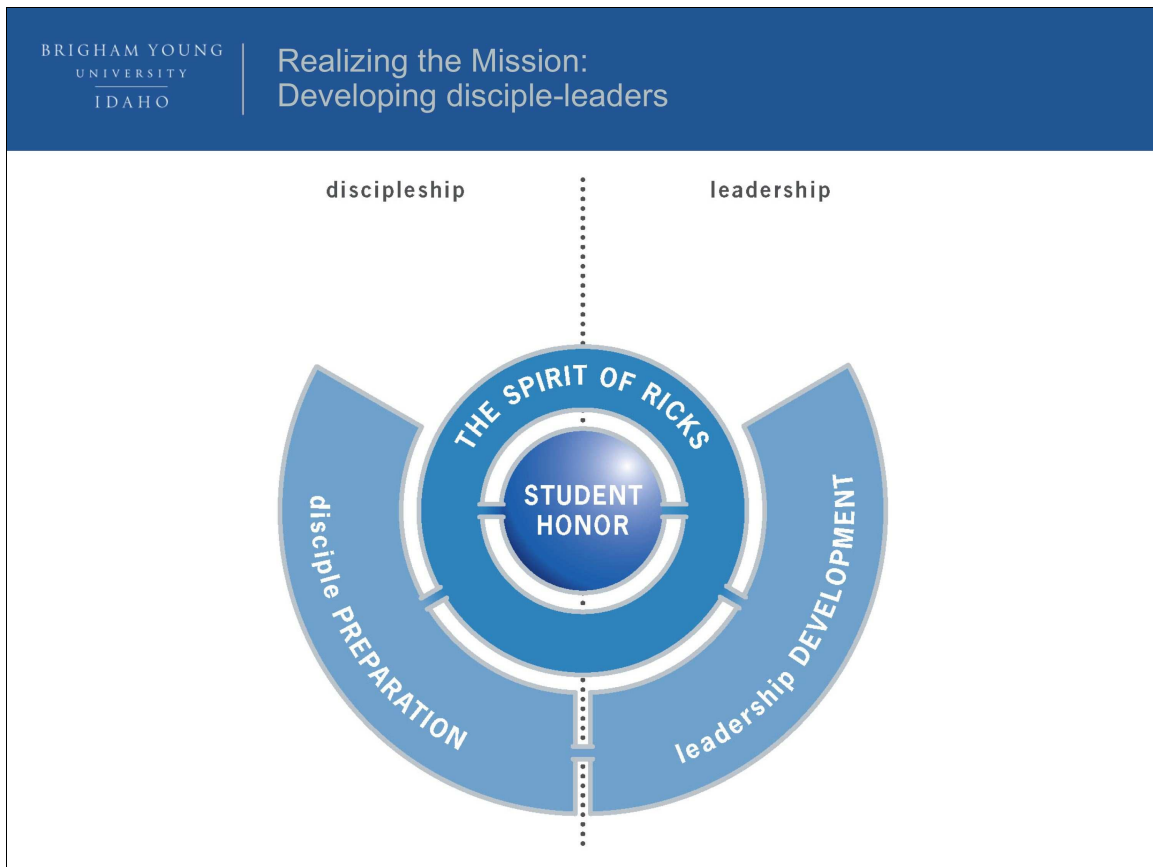 BRIGHAM YOUNG
UNIVERSITY
IDAHO
Realizing the Mission:
Developing disciple-leaders
discipleship
leadership
THE SPIRIT OF RICKS
STUDENT
HONOR
disciple PREPARATION
leadership DEVELOPMENT